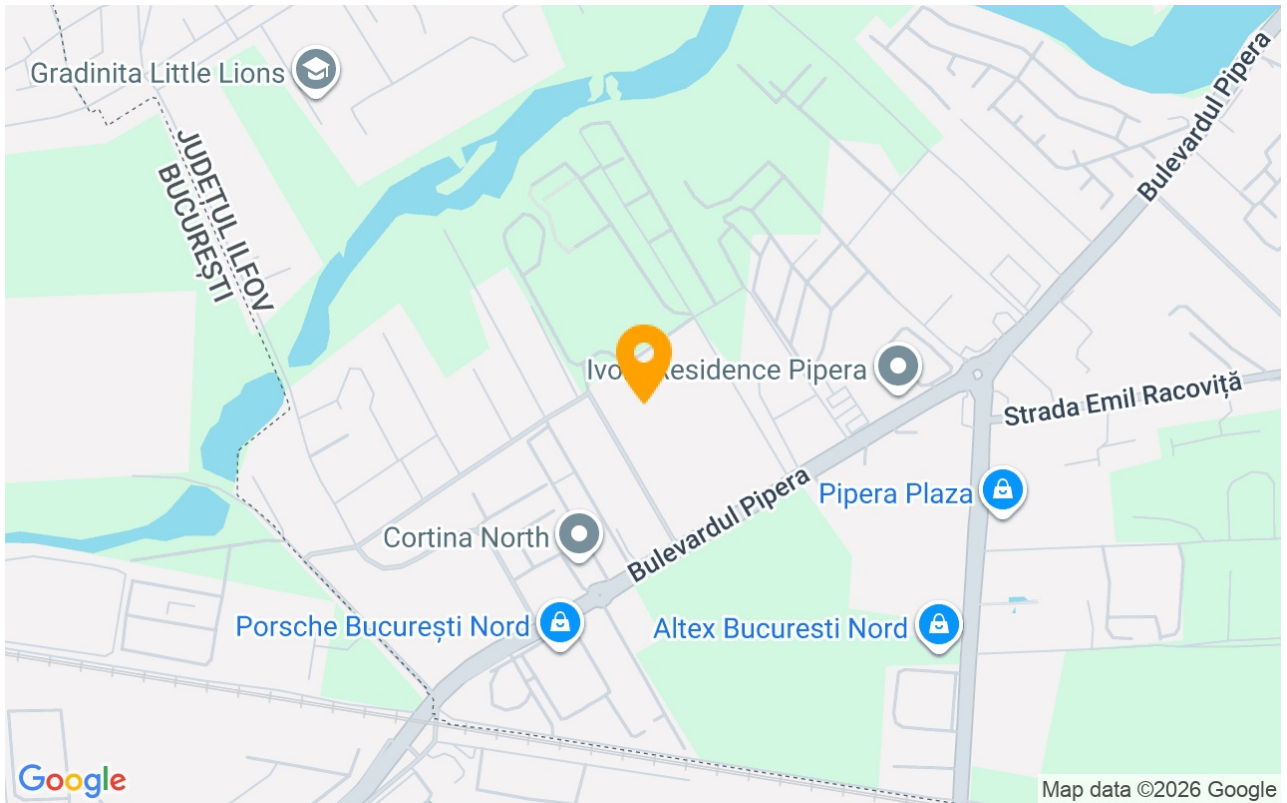 Gradinita Little Lions
Bulevardul Pipera
JUDEȚUL ILFOV
BUCUREȘTI
Residence Pipera
Strada Emil Racoviță
Pipera Plaza
Bulevardul Pipera
Cortina North
Porsche București Nord
Altex Bucuresti Nord
Google
Map data ©2026 Google